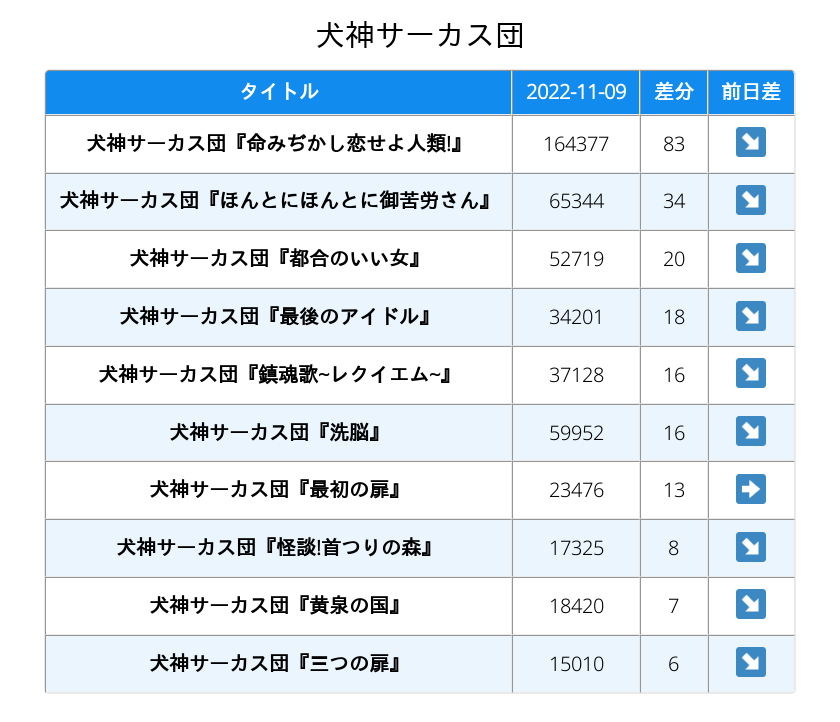 犬神サーカス団
タイトル 2022-11-09 差分 前日差
犬神サーカス団『命みぢかし恋せよ人類!』 164377 83 ↘
犬神サーカス団『ほんとにほんとに御苦労さん』 65344 34 ↘
犬神サーカス団『都合のいい女』 52719 20 ↘
犬神サーカス団『最後のアイドル』 34201 18 ↘
犬神サーカス団『鎮魂歌~レクイエム~』 37128 16 ↘
犬神サーカス団『洗脳』 59952 16 ↘
犬神サーカス団『最初の扉』 23476 13 ➡
犬神サーカス団『怪談!首つりの森』 17325 8 ↘
犬神サーカス団『黄泉の国』 18420 7 ↘
犬神サーカス団『三つの扉』 15010 6 ↘